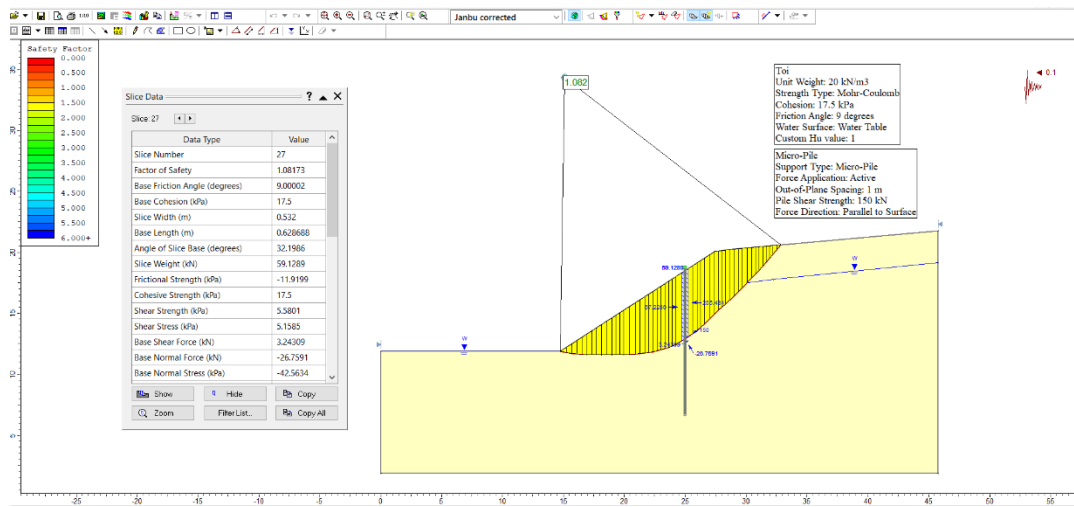 Janbu corrected
Safety Factor
0.000
0.500
1.000
1.500
2.000
2.500
3.000
3.500
4.000
4.500
5.000
5.500
6.000+
Slice Data
Slice: 27
Data Type Value
Slice Number 27
Factor of Safety 1.08173
Base Friction Angle (degrees) 9.00002
Base Cohesion (kPa) 17.5
Slice Width (m) 0.532
Base Length (m) 0.628688
Angle of Slice Base (degrees) 32.1986
Slice Weight (kN) 59.1289
Frictional Strength (kPa) -11.9199
Cohesive Strength (kPa) 17.5
Shear Strength (kPa) 5.5801
Shear Stress (kPa) 5.1585
Base Shear Force (kN) 3.24309
Base Normal Force (kN) -26.7591
Base Normal Stress (kPa) -42.5634
Show Hide Copy
Zoom Filter List... Copy All
1.082
Toi
Unit Weight: 20 kN/m3
Strength Type: Mohr-Coulomb
Cohesion: 17.5 kPa
Friction Angle: 9 degrees
Water Surface: Water Table
Custom Hu value: 1
Micro-Pile
Support Type: Micro-Pile
Force Application: Active
Out-of-Plane Spacing: 1 m
Pile Shear Strength: 150 kN
Force Direction: Parallel to Surface
0.1
W
W
150
-26.7591
35
30
25
20
15
10
5
-25 -20 -15 -10 -5 0 5 10 15 20 25 30 35 40 45 50 55